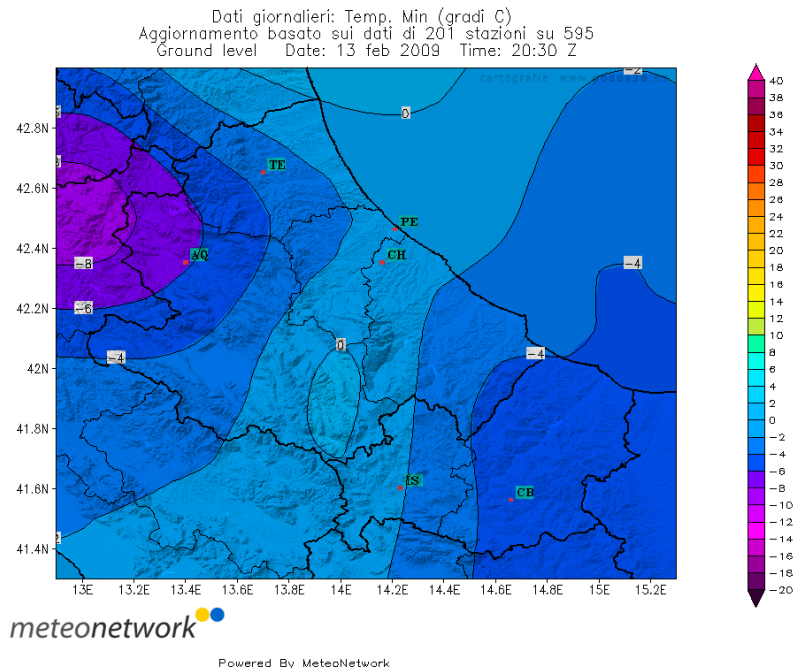 Dati giornalieri: Temp. Min (gradi C)
Aggiornamento basato sui dati di 201 stazioni su 595
Ground level Date: 13 feb 2009 Time: 20:30 Z
cartografia www.
-2
0
TE
PE
AQ
CH
-8
-6
-4
-4
-4
0
IS
CB
42.8N
42.6N
42.4N
42.2N
42N
41.8N
41.6N
41.4N
13E 13.2E 13.4E 13.6E 13.8E 14E 14.2E 14.4E 14.6E 14.8E 15E 15.2E
40
38
36
34
32
30
28
26
24
22
20
18
16
14
12
10
8
6
4
2
0
-2
-4
-6
-8
-10
-12
-14
-16
-18
-20
meteonetwork
Powered By MeteoNetwork